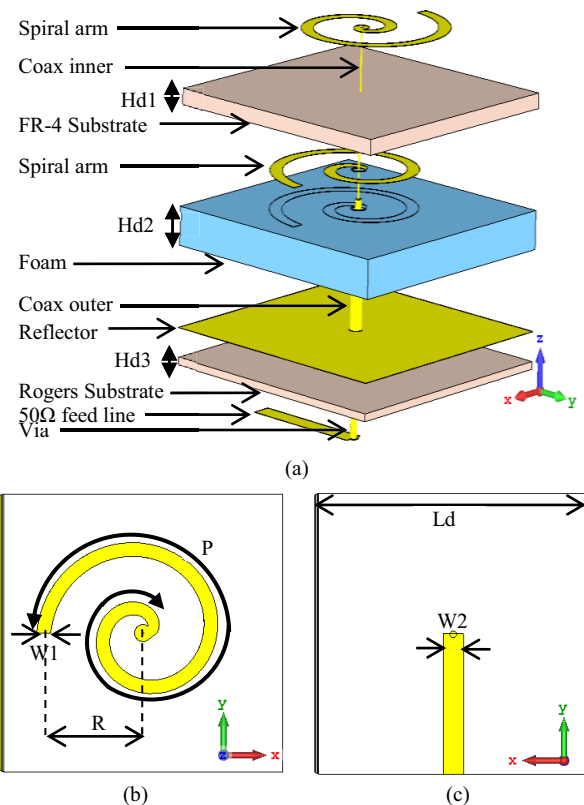 Spiral arm
Coax inner
Hd1
FR-4 Substrate
Spiral arm
Hd2
Foam
Coax outer
Reflector
Hd3
Rogers Substrate
50Ω feed line
Via
z
x
y
(a)
P
W1
R
y
z
x
(b)
Ld
W2
y
x
(c)